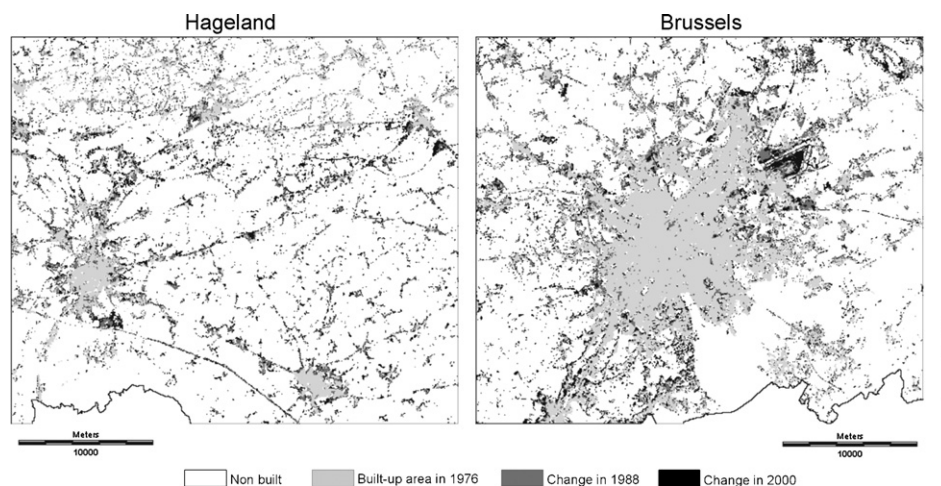 Hageland
Brussels
Meters
10000
Meters
10000
Non built
Built-up area in 1976
Change in 1988
Change in 2000